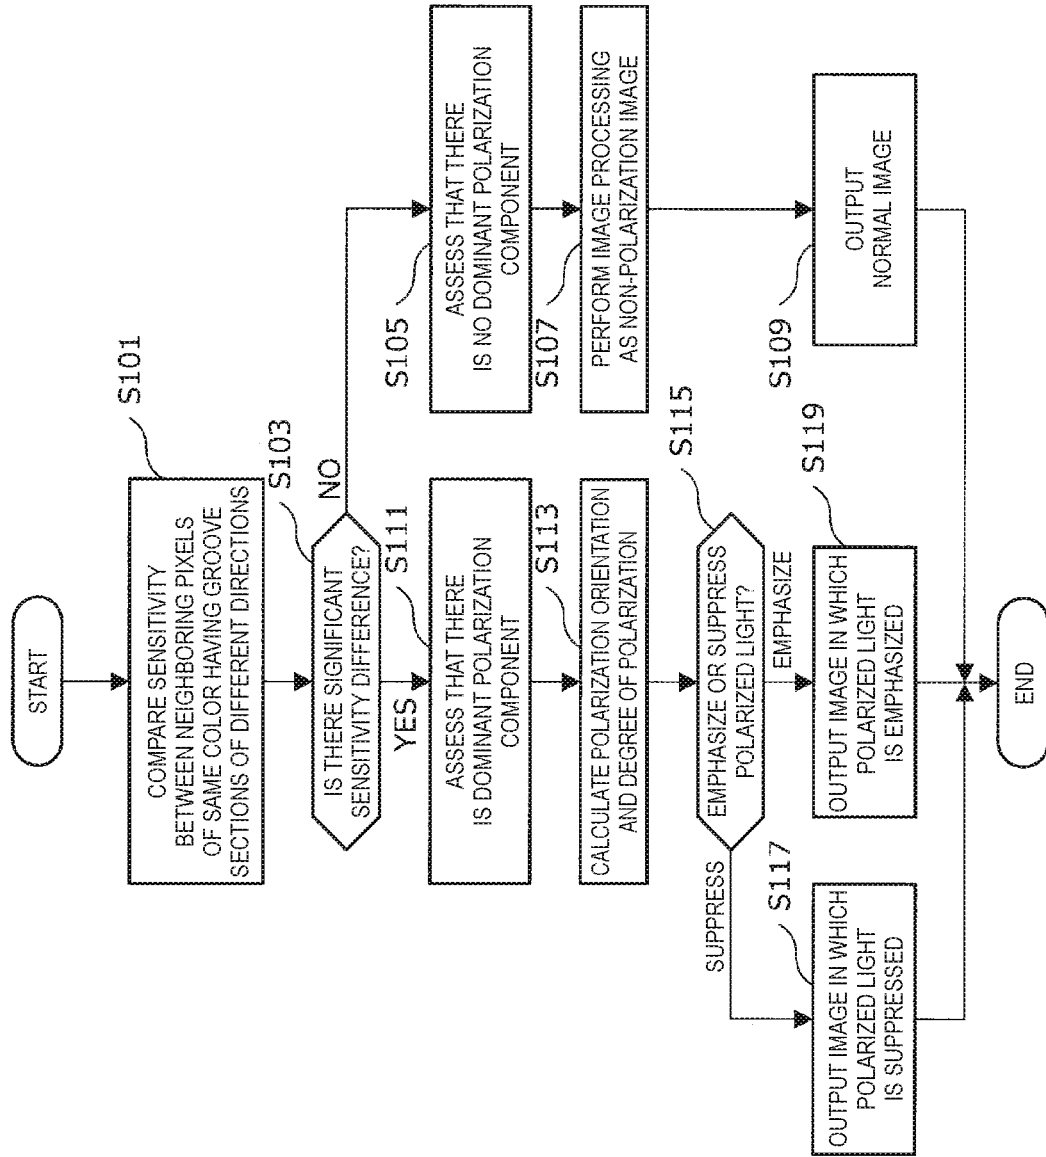 START
S101
COMPARE SENSITIVITY
BETWEEN NEIGHBORING PIXELS
OF SAME COLOR HAVING GROOVE
SECTIONS OF DIFFERENT DIRECTIONS
S103
IS THERE SIGNIFICANT
SENSITIVITY DIFFERENCE?
NO
YES
S111
ASSESS THAT THERE
IS DOMINANT POLARIZATION
COMPONENT
S105
ASSESS THAT THERE
IS NO DOMINANT POLARIZATION
COMPONENT
S113
CALCULATE POLARIZATION ORIENTATION
AND DEGREE OF POLARIZATION
S107
PERFORM IMAGE PROCESSING
AS NON-POLARIZATION IMAGE
S115
EMPHASIZE OR SUPPRESS
POLARIZED LIGHT?
SUPPRESS
EMPHASIZE
S117
OUTPUT IMAGE IN WHICH
POLARIZED LIGHT
IS SUPPRESSED
S119
OUTPUT IMAGE IN WHICH
POLARIZED LIGHT
IS EMPHASIZED
S109
OUTPUT
NORMAL IMAGE
END